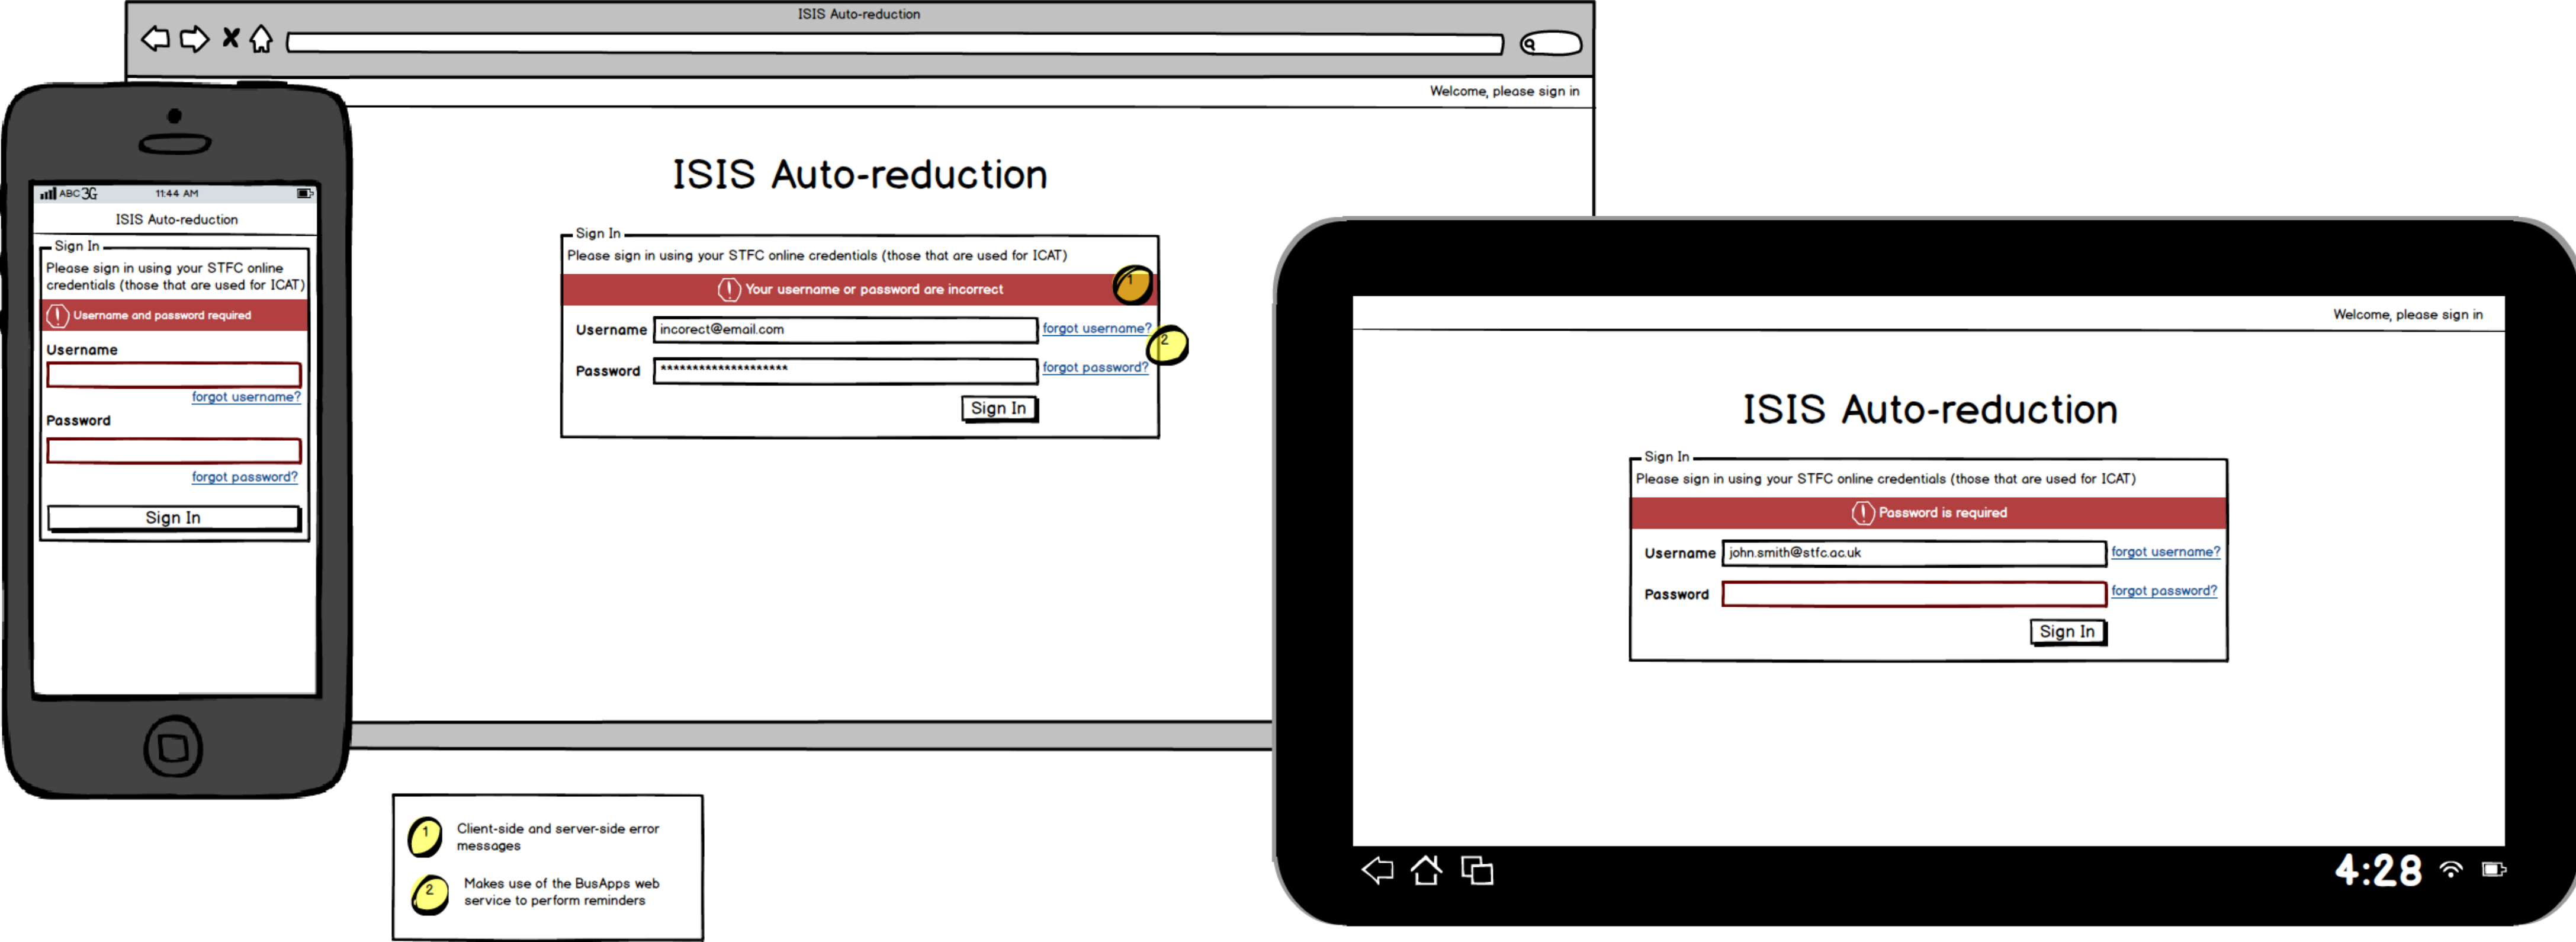 ISIS Auto-reduction
Welcome, please sign in
ISIS Auto-reduction
Sign In
Please sign in using your STFC online credentials (those that are used for ICAT)
Your username or password are incorrect
1
Username incorect@email.com forgot username?
2
Password ******************** forgot password?
Sign In
ABC 3G 11:44 AM
ISIS Auto-reduction
Sign In
Please sign in using your STFC online
credentials (those that are used for ICAT)
Username and password required
Username
forgot username?
Password
forgot password?
Sign In
Welcome, please sign in
ISIS Auto-reduction
Sign In
Please sign in using your STFC online credentials (those that are used for ICAT)
Password is required
Username john.smith@stfc.ac.uk forgot username?
Password forgot password?
Sign In
4:28
1 Client-side and server-side error
messages
2 Makes use of the BusApps web
service to perform reminders